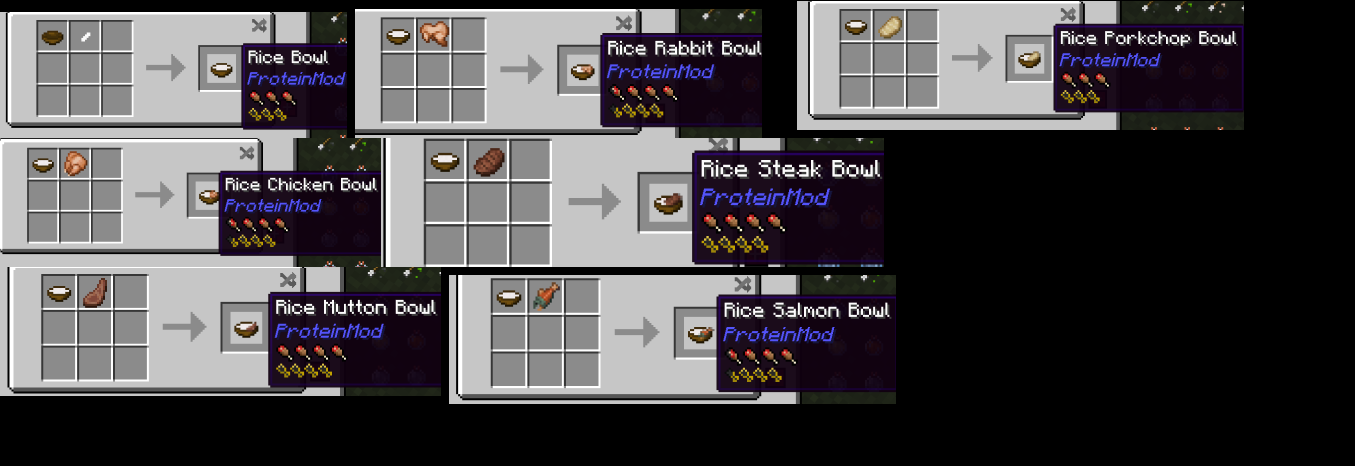 Rice Bowl
ProteinMod
Rice Rabbit Bowl
ProteinMod
Rice Porkchop Bowl
ProteinMod
Rice Chicken Bowl
ProteinMod
Rice Steak Bowl
ProteinMod
Rice Mutton Bowl
ProteinMod
Rice Salmon Bowl
ProteinMod